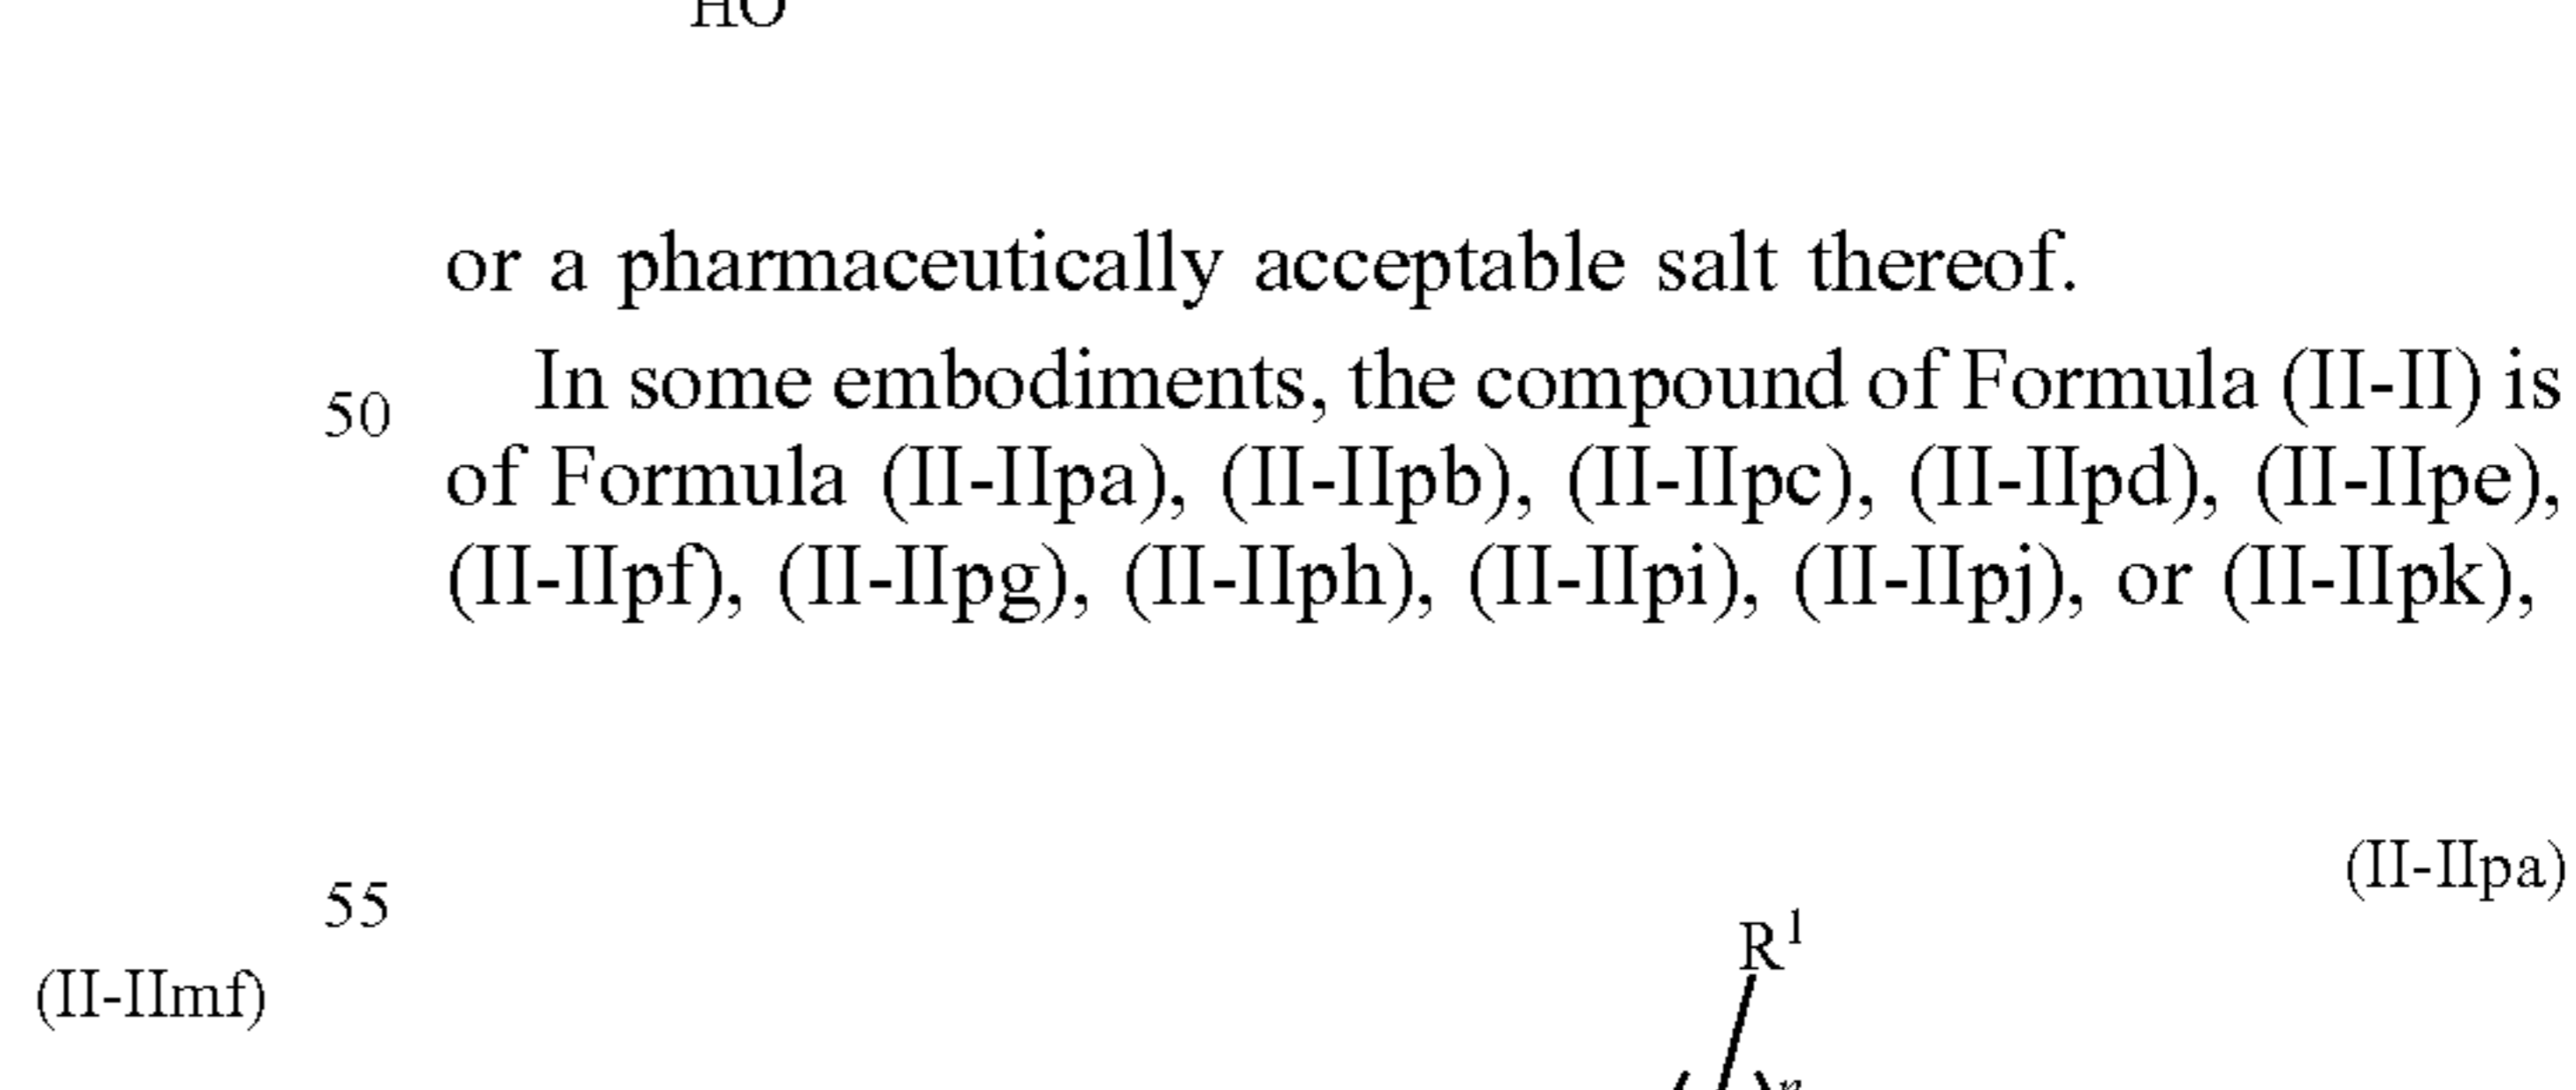 HO
or a pharmaceutically acceptable salt thereof.
In some embodiments, the compound of Formula (II-II) is
50
of Formula (II-IIpa), (II-IIpb), (II-IIpc), (II-IIpd), (II-IIpe),
(II-IIpf), (II-IIpg), (II-IIph), (II-IIpi), (II-IIpj), or (II-IIpk),
(II-IIpa)
55
R¹
(II-IImf)
n